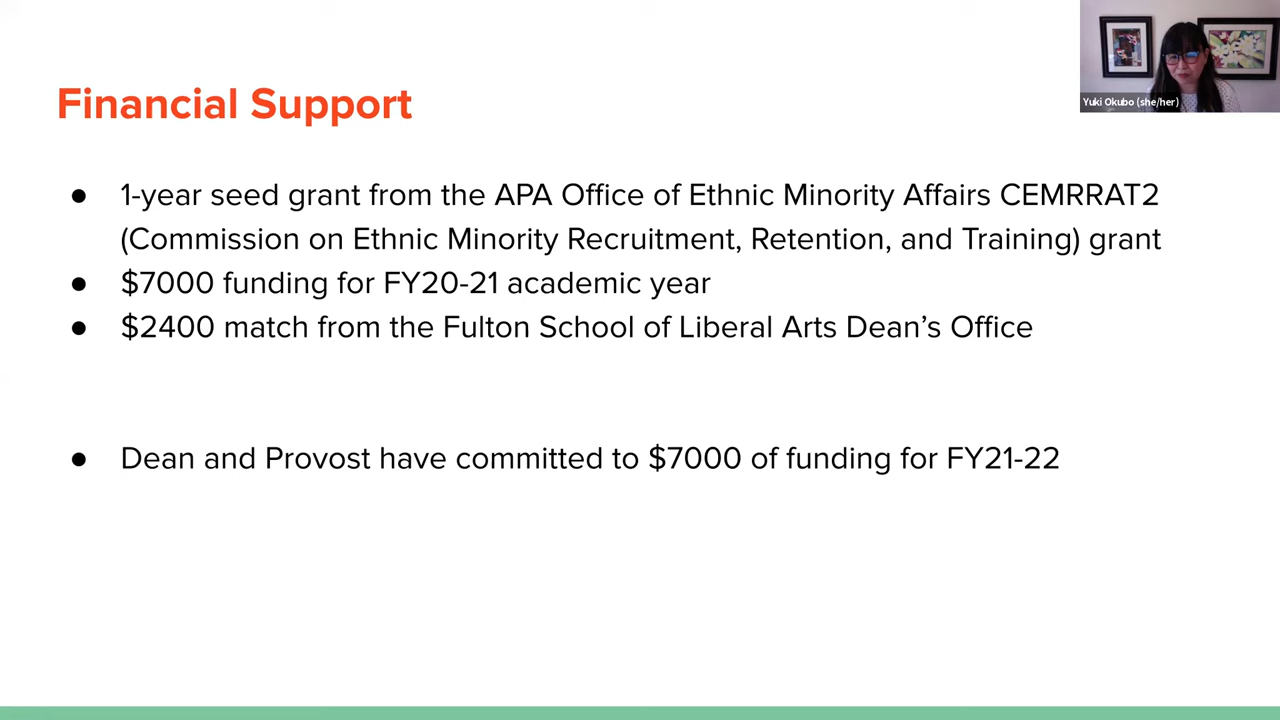 Yuki Okubo (she/her)
Financial Support
● 1-year seed grant from the APA Office of Ethnic Minority Affairs CEMRRAT2
(Commission on Ethnic Minority Recruitment, Retention, and Training) grant
● $7000 funding for FY20-21 academic year
● $2400 match from the Fulton School of Liberal Arts Dean’s Office
● Dean and Provost have committed to $7000 of funding for FY21-22